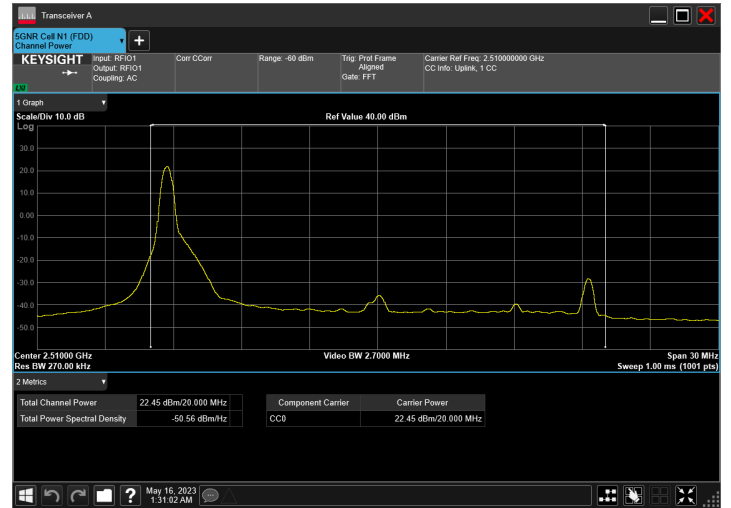 Transceiver A
5GNR Cell N1 (FDD)
Channel Power
KEYSIGHT
LXI
Input: RFIO1
Output: RFIO1
Coupling: AC
Corr CCorr
Range: -60 dBm
Trig: Prot Frame
Aligned
Gate: FFT
Carrier Ref Freq: 2.510000000 GHz
CC Info: Uplink, 1 CC
1 Graph
Scale/Div 10.0 dB
Ref Value 40.00 dBm
Log
30.0
20.0
10.0
0.00
-10.0
-20.0
-30.0
-40.0
-50.0
Center 2.51000 GHz
Video BW 2.7000 MHz
Span 30 MHz
Res BW 270.00 kHz
Sweep 1.00 ms (1001 pts)
2 Metrics
Total Channel Power 22.45 dBm/20.000 MHz
Total Power Spectral Density -50.56 dBm/Hz
Component Carrier Carrier Power
CC0 22.45 dBm/20.000 MHz
?
May 16, 2023
1:31:02 AM